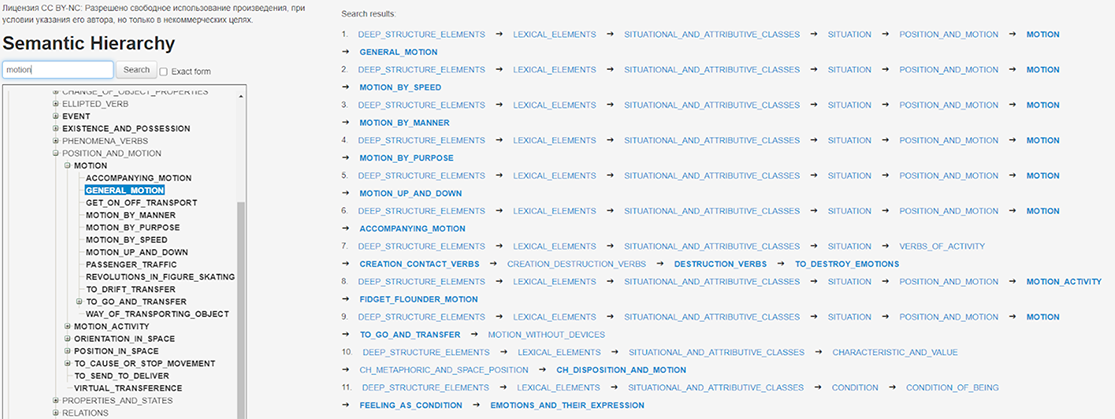 Лицензия CC BY-NC: Разрешено свободное использование произведения, при
условии указания его автора, но только в некоммерческих целях.
Semantic Hierarchy
motion
Search
Exact form
CHANGE_OF_OBJECT_PROPERTIES
ELLIPTED_VERB
EVENT
EXISTENCE_AND_POSSESSION
PHENOMENA_VERBS
POSITION_AND_MOTION
MOTION
ACCOMPANYING_MOTION
GENERAL_MOTION
GET_ON_OFF_TRANSPORT
MOTION_BY_MANNER
MOTION_BY_PURPOSE
MOTION_BY_SPEED
MOTION_UP_AND_DOWN
PASSENGER_TRAFFIC
REVOLUTIONS_IN_FIGURE_SKATING
TO_DRIFT_TRANSFER
TO_GO_AND_TRANSFER
WAY_OF_TRANSPORTING_OBJECT
MOTION_ACTIVITY
ORIENTATION_IN_SPACE
POSITION_IN_SPACE
TO_CAUSE_OR_STOP_MOVEMENT
TO_SEND_TO_DELIVER
VIRTUAL_TRANSFERENCE
PROPERTIES_AND_STATES
RELATIONS
Search results:
1. DEEP_STRUCTURE_ELEMENTS → LEXICAL_ELEMENTS → SITUATIONAL_AND_ATTRIBUTIVE_CLASSES → SITUATION → POSITION_AND_MOTION → MOTION
→ GENERAL_MOTION
2. DEEP_STRUCTURE_ELEMENTS → LEXICAL_ELEMENTS → SITUATIONAL_AND_ATTRIBUTIVE_CLASSES → SITUATION → POSITION_AND_MOTION → MOTION
→ MOTION_BY_SPEED
3. DEEP_STRUCTURE_ELEMENTS → LEXICAL_ELEMENTS → SITUATIONAL_AND_ATTRIBUTIVE_CLASSES → SITUATION → POSITION_AND_MOTION → MOTION
→ MOTION_BY_MANNER
4. DEEP_STRUCTURE_ELEMENTS → LEXICAL_ELEMENTS → SITUATIONAL_AND_ATTRIBUTIVE_CLASSES → SITUATION → POSITION_AND_MOTION → MOTION
→ MOTION_BY_PURPOSE
5. DEEP_STRUCTURE_ELEMENTS → LEXICAL_ELEMENTS → SITUATIONAL_AND_ATTRIBUTIVE_CLASSES → SITUATION → POSITION_AND_MOTION → MOTION
→ MOTION_UP_AND_DOWN
6. DEEP_STRUCTURE_ELEMENTS → LEXICAL_ELEMENTS → SITUATIONAL_AND_ATTRIBUTIVE_CLASSES → SITUATION → POSITION_AND_MOTION → MOTION
→ ACCOMPANYING_MOTION
7. DEEP_STRUCTURE_ELEMENTS → LEXICAL_ELEMENTS → SITUATIONAL_AND_ATTRIBUTIVE_CLASSES → SITUATION → VERBS_OF_ACTIVITY
→ CREATION_CONTACT_VERBS → CREATION_DESTRUCTION_VERBS → DESTRUCTION_VERBS → TO_DESTROY_EMOTIONS
8. DEEP_STRUCTURE_ELEMENTS → LEXICAL_ELEMENTS → SITUATIONAL_AND_ATTRIBUTIVE_CLASSES → SITUATION → POSITION_AND_MOTION → MOTION_ACTIVITY
→ FIDGET_FLOUNDER_MOTION
9. DEEP_STRUCTURE_ELEMENTS → LEXICAL_ELEMENTS → SITUATIONAL_AND_ATTRIBUTIVE_CLASSES → SITUATION → POSITION_AND_MOTION → MOTION
→ TO_GO_AND_TRANSFER → MOTION_WITHOUT_DEVICES
10. DEEP_STRUCTURE_ELEMENTS → LEXICAL_ELEMENTS → SITUATIONAL_AND_ATTRIBUTIVE_CLASSES → CHARACTERISTIC_AND_VALUE
→ CH_METAPHORIC_AND_SPACE_POSITION → CH_DISPOSITION_AND_MOTION
11. DEEP_STRUCTURE_ELEMENTS → LEXICAL_ELEMENTS → SITUATIONAL_AND_ATTRIBUTIVE_CLASSES → CONDITION → CONDITION_OF_BEING
→ FEELING_AS_CONDITION → EMOTIONS_AND_THEIR_EXPRESSION